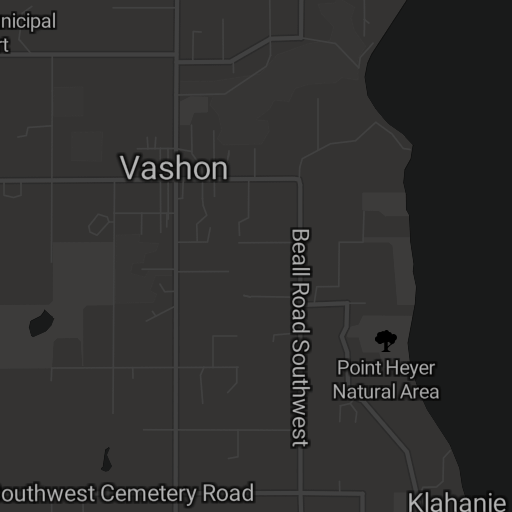 nicipal
rt
Vashon
Beall Road Southwest
Point Heyer
Natural Area
outhwest Cemetery Road
Klahanie